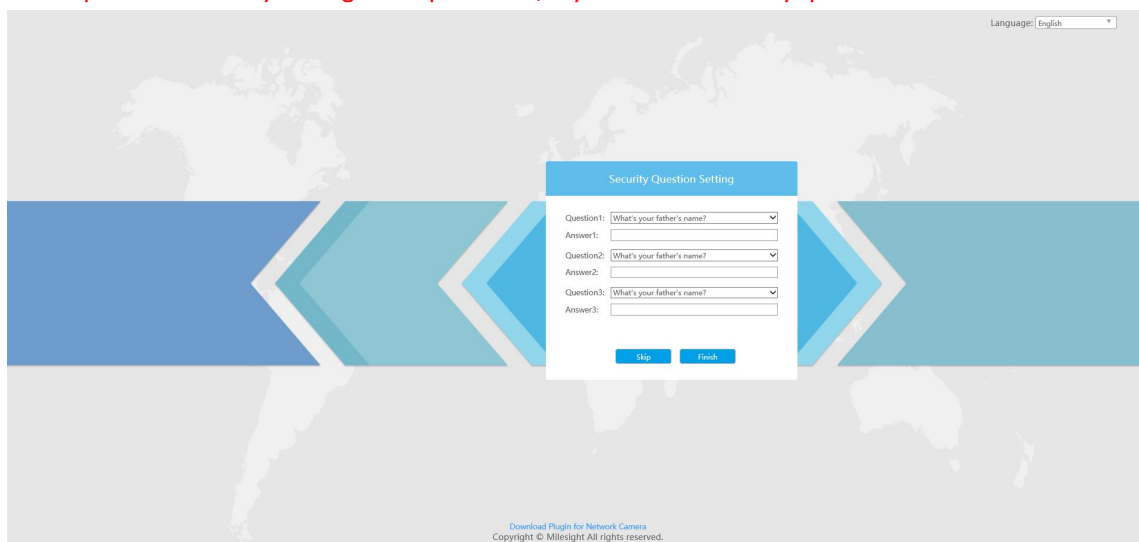 Language: English
Security Question Setting
Question1: What's your father's name?
Answer1:
Question2: What's your father's name?
Answer2:
Question3: What's your father's name?
Answer3:
Skip Finish
Download Plugin for Network Camera
Copyright © Milesight All rights reserved.